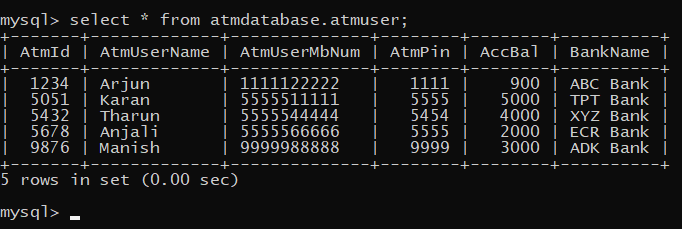 mysql> select * from atmdatabase.atmuser;
+-------+-------------+---------------+--------+--------+----------+
| AtmId | AtmUserName | AtmUserMbNum | AtmPin | AccBal | BankName |
+-------+-------------+---------------+--------+--------+----------+
| 1234 | Arjun | 1111122222 | 1111 | 900 | ABC Bank |
| 5051 | Karan | 5555511111 | 5555 | 5000 | TPT Bank |
| 5432 | Tharun | 5555544444 | 5454 | 4000 | XYZ Bank |
| 5678 | Anjali | 5555566666 | 5555 | 2000 | ECR Bank |
| 9876 | Manish | 9999988888 | 9999 | 3000 | ADK Bank |
+-------+-------------+---------------+--------+--------+----------+
5 rows in set (0.00 sec)
mysql>